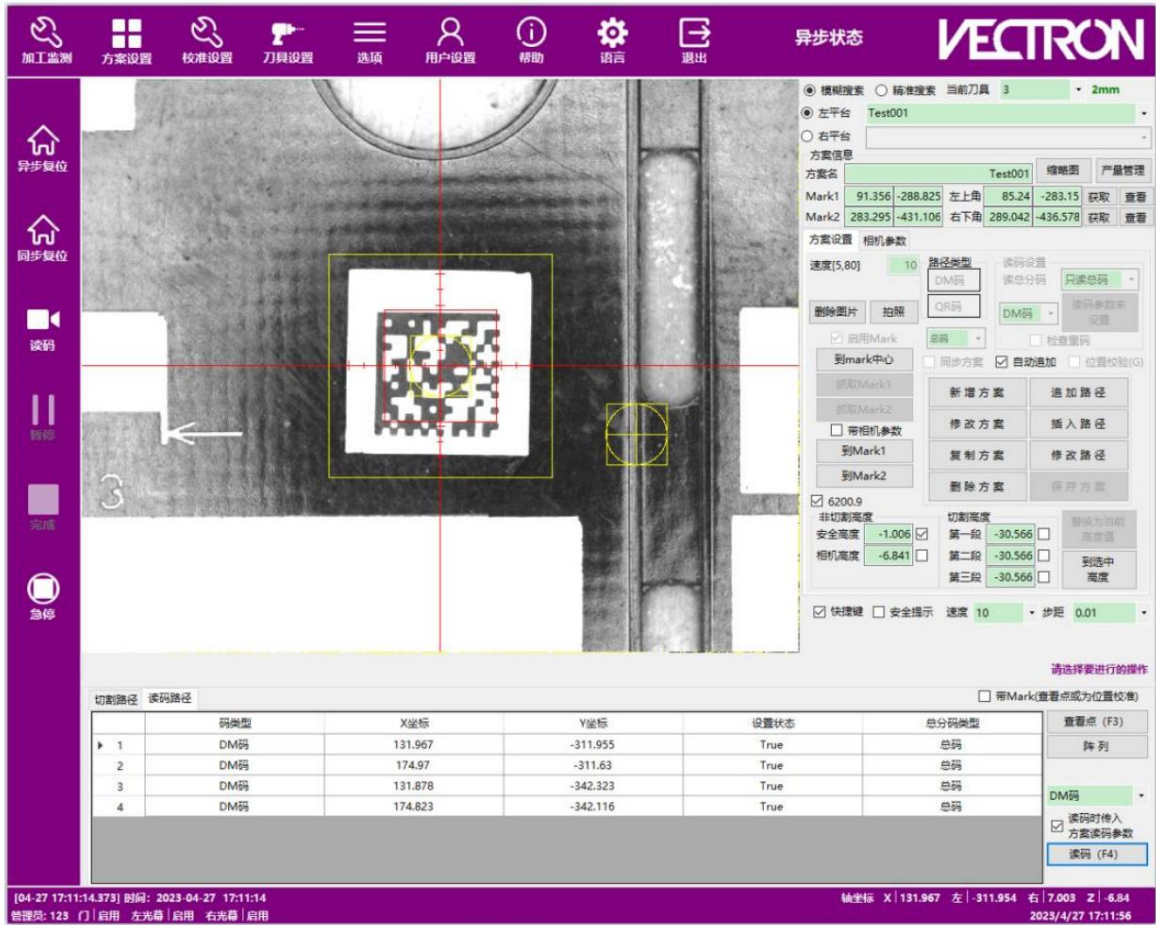 加工监测 方案设置 校准设置 刀具设置 选项 用户设置 帮助 语言 退出 异步状态 VECTRON
异步复位
同步复位
读码
暂停
完成
急停
3
模糊搜索 精准搜索 当前刀具 3 2mm
左平台 Test001
右平台
方案信息
方案名 Test001 缩略图 产量管理
Mark1 91.356 -288.825 左上角 85.24 -283.15 获取 查看
Mark2 283.295 -431.106 右下角 289.042 -436.578 获取 查看
方案设置 相机参数
速度[5,80] 10 路径类型 读码设置
DM码 读总分码 只读总码
删除图片 拍照 QR码 DM码 读码参数未设置
启用Mark 总码 检查重码
到mark中心 同步方案 自动追加 位置校验(G)
抓取Mark1 新增方案 追加路径
抓取Mark2 修改方案 插入路径
带相机参数
到Mark1 复制方案 修改路径
到Mark2 删除方案 保存方案
6200.9
非切割高度 切割高度
安全高度 -1.006 第一段 -30.566 替换为当前高度值
相机高度 -6.841 第二段 -30.566 到选中高度
第三段 -30.566
快捷键 安全提示 速度 10 步距 0.01
请选择要进行的操作
切割路径 读码路径 带Mark(查看点或为位置校准)
码类型 X坐标 Y坐标 设置状态 总分码类型 查看点 (F3)
1 DM码 131.967 -311.955 True 总码 阵列
2 DM码 174.97 -311.63 True 总码
3 DM码 131.878 -342.323 True 总码
4 DM码 174.823 -342.116 True 总码
DM码
读码时传入
方案读码参数
读码 (F4)
[04-27 17:11:14.373] 时间: 2023-04-27 17:11:14 轴坐标 X 131.967 左 -311.954 右 7.003 Z -6.84
管理员: 123 门 启用 左光幕 启用 右光幕 启用 2023/4/27 17:11:56